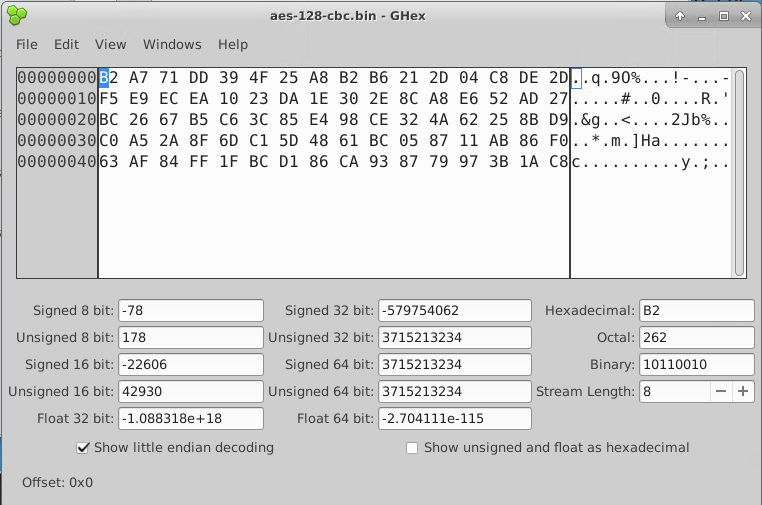 aes-128-cbc.bin - GHex
File Edit View Windows Help
00000000 B2 A7 71 DD 39 4F 25 A8 B2 B6 21 2D 04 C8 DE 2D ..q.9O%...!-...-
00000010 F5 E9 EC EA 10 23 DA 1E 30 2E 8C A8 E6 52 AD 27 .....#..0....R.'
00000020 BC 26 67 B5 C6 3C 85 E4 98 CE 32 4A 62 25 8B D9 .&g..<....2Jb%..
00000030 C0 A5 2A 8F 6D C1 5D 48 61 BC 05 87 11 AB 86 F0 ..*.m.]Ha.......
00000040 63 AF 84 FF 1F BC D1 86 CA 93 87 79 97 3B 1A C8 c..........y.;..
Signed 8 bit: -78 Signed 32 bit: -579754062 Hexadecimal: B2
Unsigned 8 bit: 178 Unsigned 32 bit: 3715213234 Octal: 262
Signed 16 bit: -22606 Signed 64 bit: 3715213234 Binary: 10110010
Unsigned 16 bit: 42930 Unsigned 64 bit: 3715213234 Stream Length: 8 − +
Float 32 bit: -1.088318e+18 Float 64 bit: -2.704111e-115
Show little endian decoding Show unsigned and float as hexadecimal
Offset: 0x0